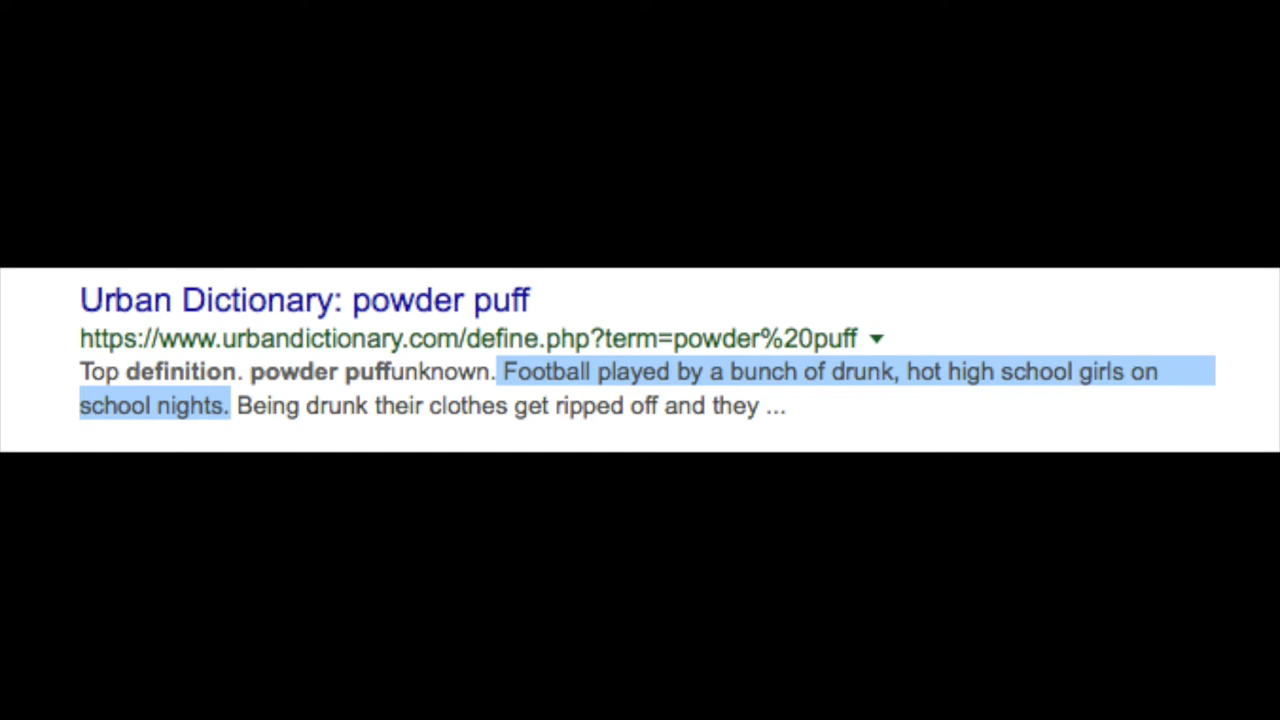 Urban Dictionary: powder puff
https://www.urbandictionary.com/define.php?term=powder%20puff
Top definition. powder puffunknown. Football played by a bunch of drunk, hot high school girls on
school nights. Being drunk their clothes get ripped off and they ...